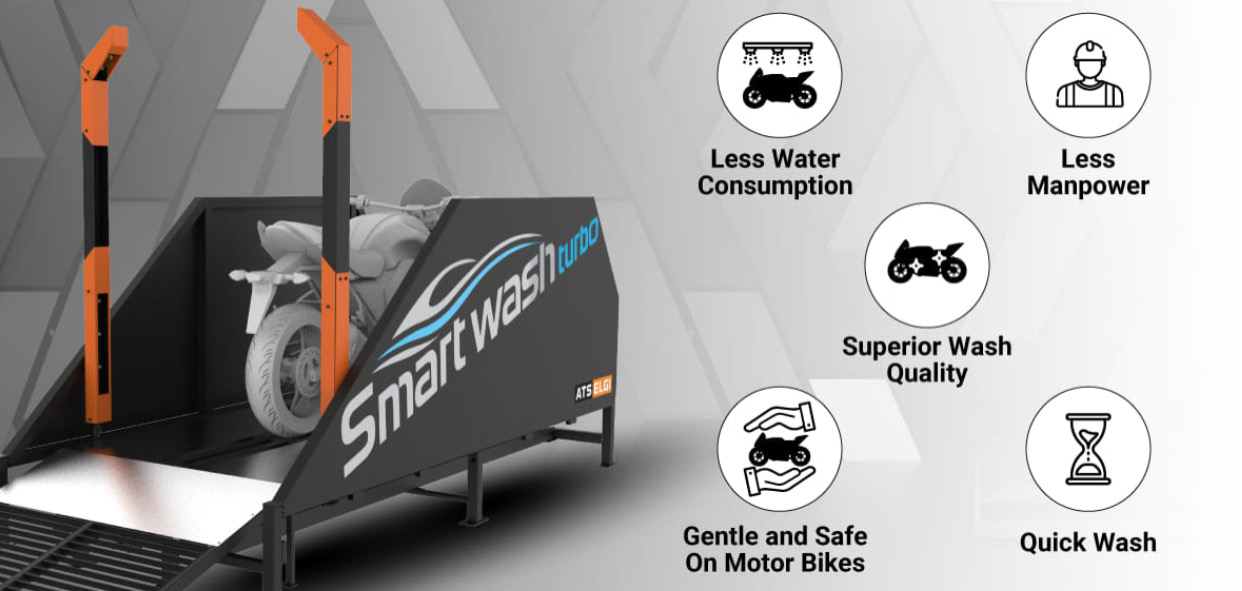 Less Water
Consumption
Less
Manpower
Superior Wash
Quality
Gentle and Safe
On Motor Bikes
Quick Wash
Smart wash turbo
ATS ELGI